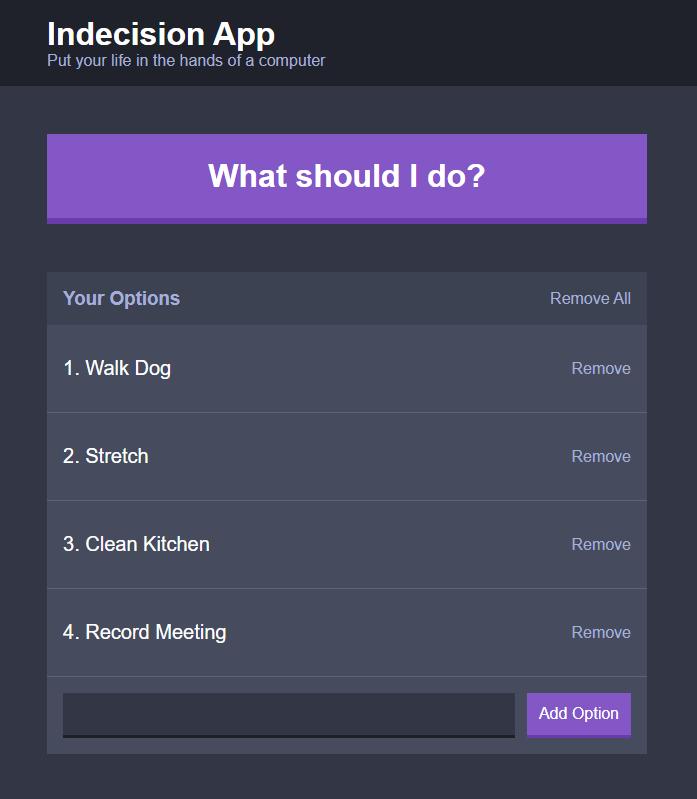 Indecision App
Put your life in the hands of a computer
What should I do?
Your Options Remove All
1. Walk Dog Remove
2. Stretch Remove
3. Clean Kitchen Remove
4. Record Meeting Remove
Add Option